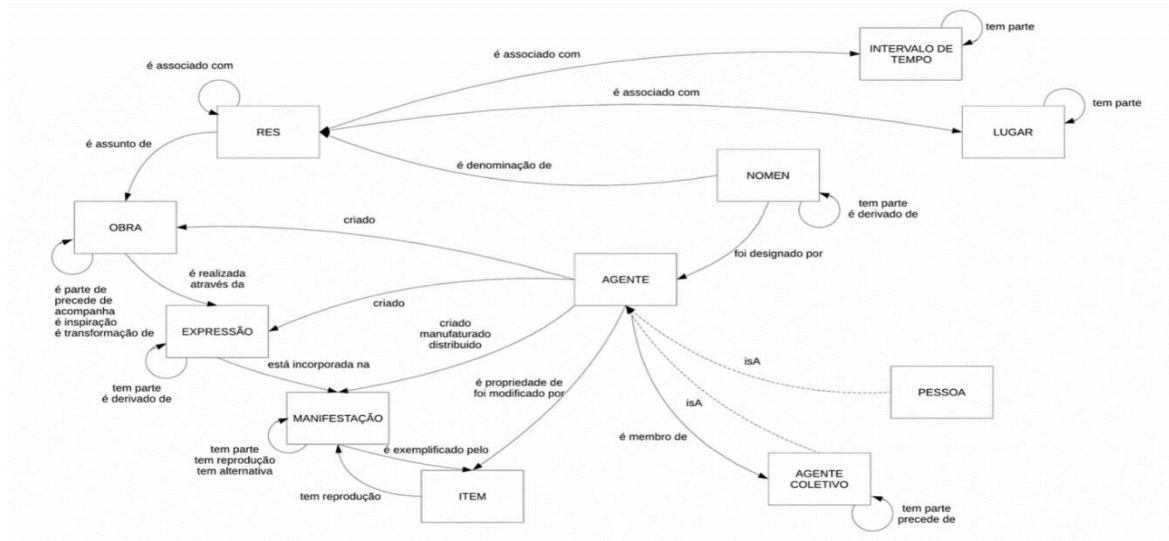 tem parte
INTERVALO DE
TEMPO
é associado com
é associado com
é associado com
tem parte
RES
LUGAR
é assunto de
é denominação de
NOMEN
tem parte
é derivado de
OBRA
criado
foi designado por
é realizada
através da
AGENTE
é parte de
precede de
acompanha
é inspiração
é transformação de
criado
EXPRESSÃO
criado
manufaturado
distribuido
está incorporada na
isA
tem parte
é derivado de
é propriedade de
foi modificado por
PESSOA
MANIFESTAÇÃO
isA
é membro de
tem parte
tem reprodução
tem alternativa
é exemplificado pelo
AGENTE
COLETIVO
tem reprodução
ITEM
tem parte
precede de